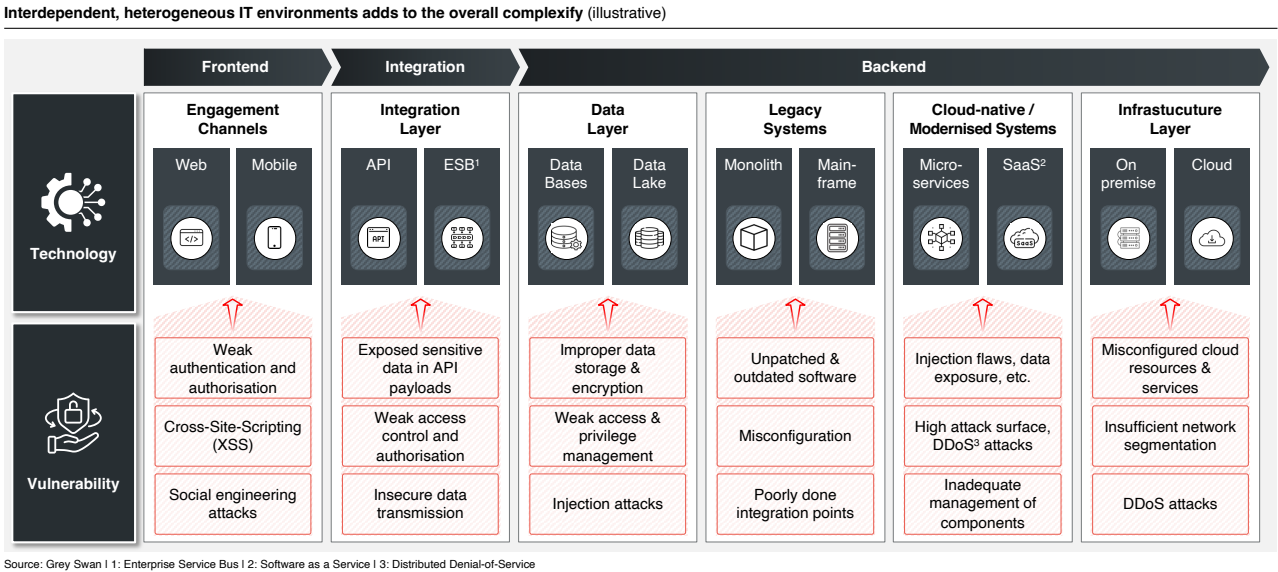 Interdependent, heterogeneous IT environments adds to the overall complexify (illustrative)
Frontend
Integration
Backend
Technology
Vulnerability
Engagement
Channels
Web
Mobile
</>
Weak
authentication and
authorisation
Cross-Site-Scripting
(XSS)
Social engineering
attacks
Integration
Layer
API
ESB¹
API
Exposed sensitive
data in API
payloads
Weak access
control and
authorisation
Insecure data
transmission
Data
Layer
Data
Bases
Data
Lake
Improper data
storage &
encryption
Weak access &
privilege
management
Injection attacks
Legacy
Systems
Monolith
Main-
frame
Unpatched &
outdated software
Misconfiguration
Poorly done
integration points
Cloud-native /
Modernised Systems
Micro-
services
SaaS²
SaaS
Injection flaws, data
exposure, etc.
High attack surface,
DDoS³ attacks
Inadequate
management of
components
Infrastucuture
Layer
On
premise
Cloud
Misconfigured cloud
resources &
services
Insufficient network
segmentation
DDoS attacks
Source: Grey Swan I 1: Enterprise Service Bus I 2: Software as a Service I 3: Distributed Denial-of-Service